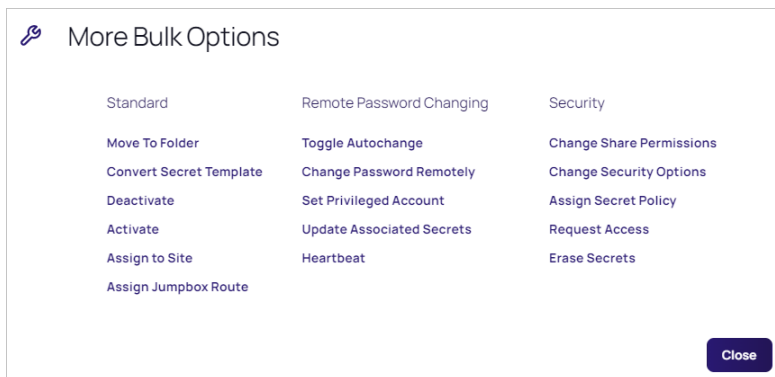 More Bulk Options
Standard
Move To Folder
Convert Secret Template
Deactivate
Activate
Assign to Site
Assign Jumpbox Route
Remote Password Changing
Toggle Autochange
Change Password Remotely
Set Privileged Account
Update Associated Secrets
Heartbeat
Security
Change Share Permissions
Change Security Options
Assign Secret Policy
Request Access
Erase Secrets
Close